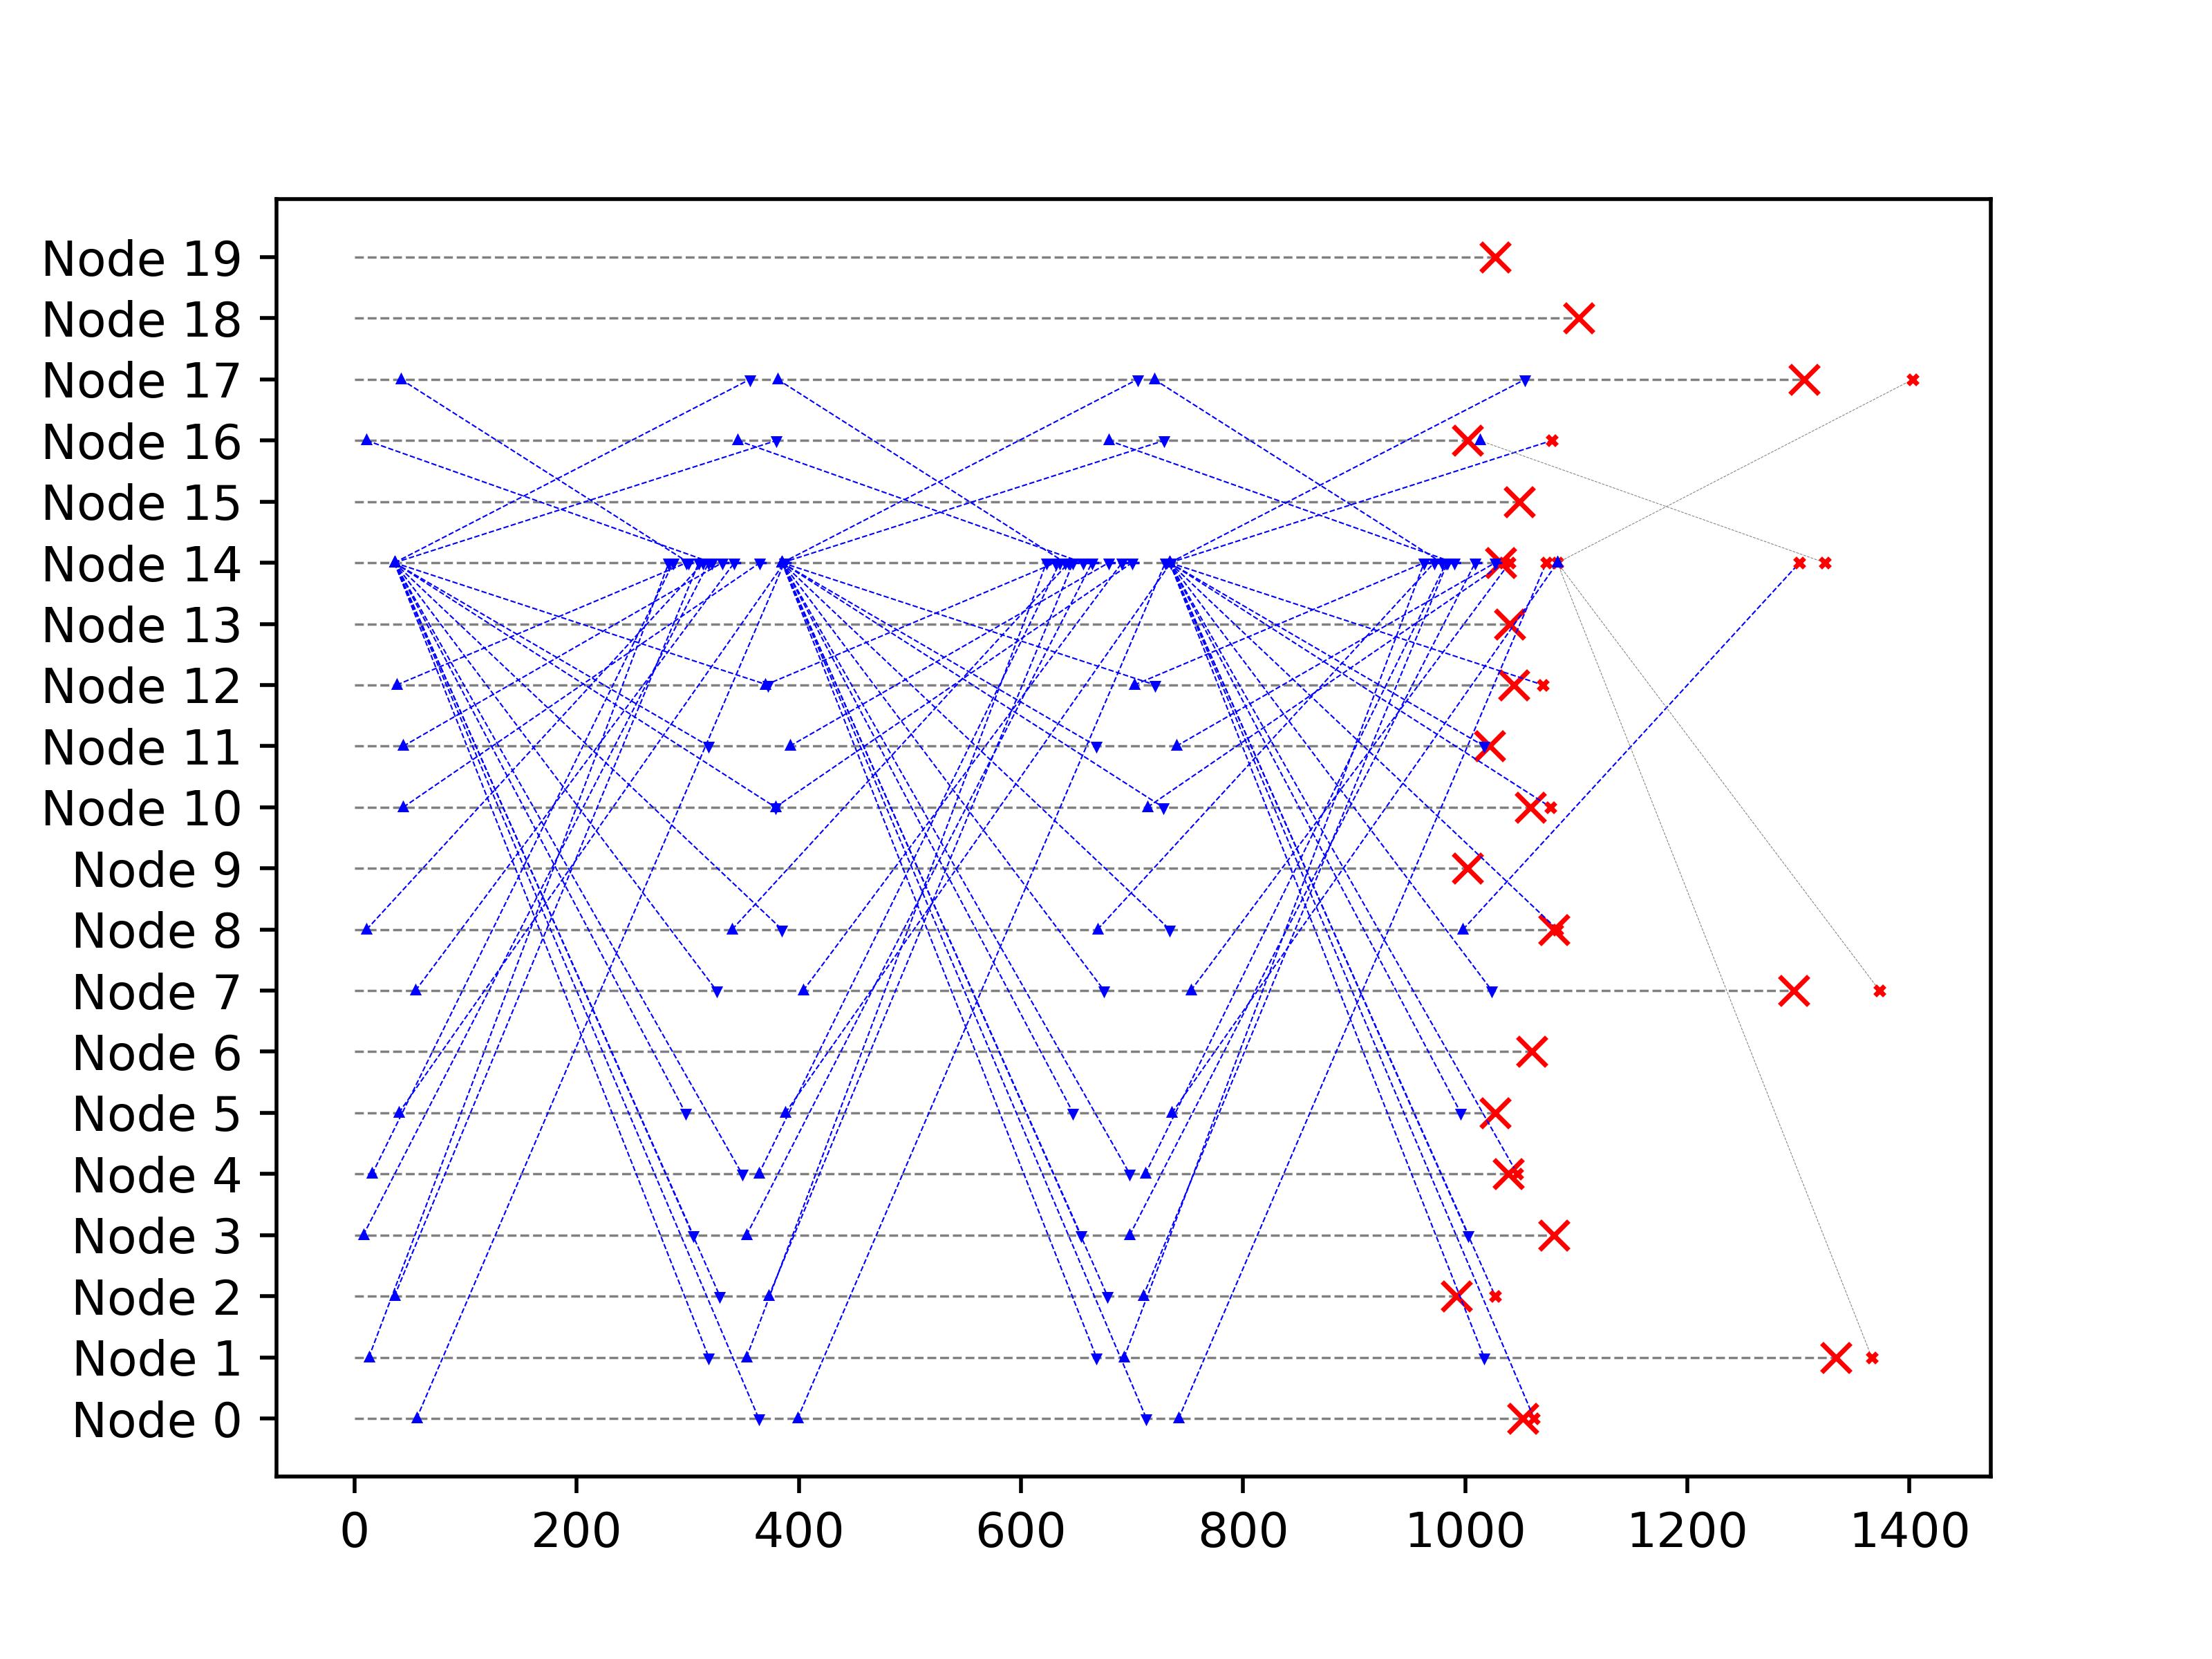 Node 19
Node 18
Node 17
Node 16
Node 15
Node 14
Node 13
Node 12
Node 11
Node 10
Node 9
Node 8
Node 7
Node 6
Node 5
Node 4
Node 3
Node 2
Node 1
Node 0
0 200 400 600 800 1000 1200 1400